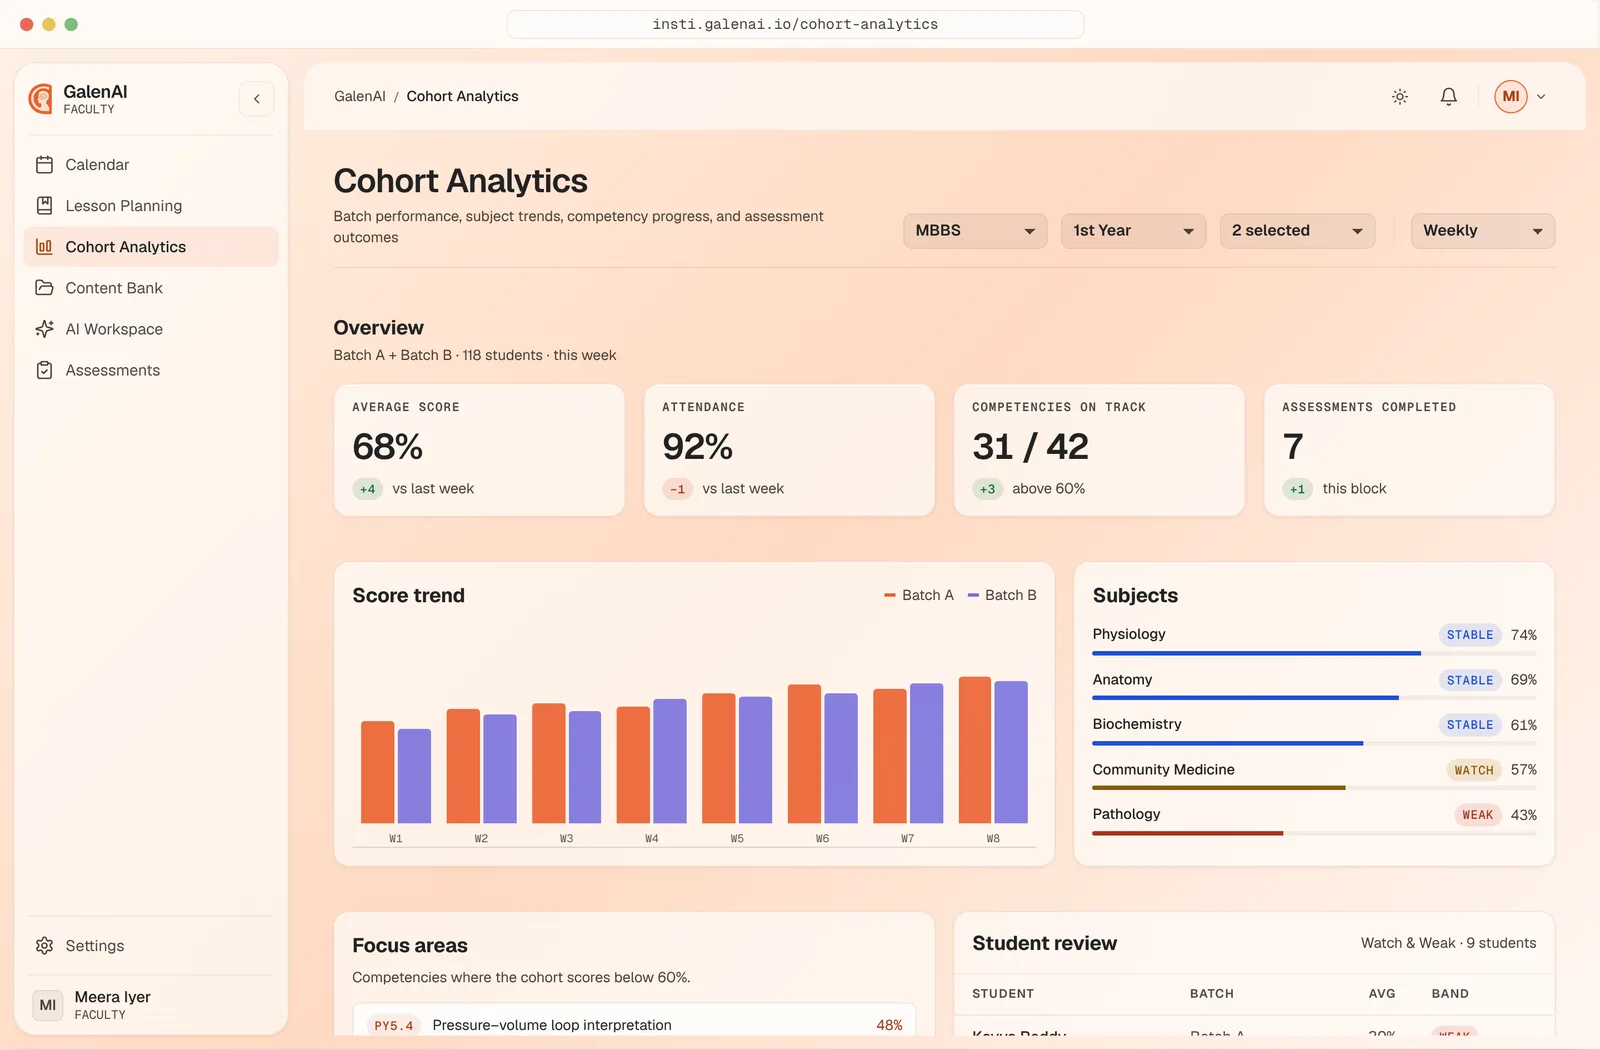 insti.galenai.io/cohort-analytics
GalenAI
FACULTY
Calendar
Lesson Planning
Cohort Analytics
Content Bank
AI Workspace
Assessments
Settings
MI
Meera Iyer
FACULTY
GalenAI / Cohort Analytics
MI
Cohort Analytics
Batch performance, subject trends, competency progress, and assessment
outcomes
MBBS
1st Year
2 selected
Weekly
Overview
Batch A + Batch B · 118 students · this week
AVERAGE SCORE
68%
+4 vs last week
ATTENDANCE
92%
−1 vs last week
COMPETENCIES ON TRACK
31 / 42
+3 above 60%
ASSESSMENTS COMPLETED
7
+1 this block
Score trend
Batch A Batch B
W1 W2 W3 W4 W5 W6 W7 W8
Subjects
Physiology STABLE 74%
Anatomy STABLE 69%
Biochemistry STABLE 61%
Community Medicine WATCH 57%
Pathology WEAK 43%
Focus areas
Competencies where the cohort scores below 60%.
PY5.4 Pressure–volume loop interpretation 48%
Student review
Watch & Weak · 9 students
STUDENT BATCH AVG BAND
Batch A WEAK